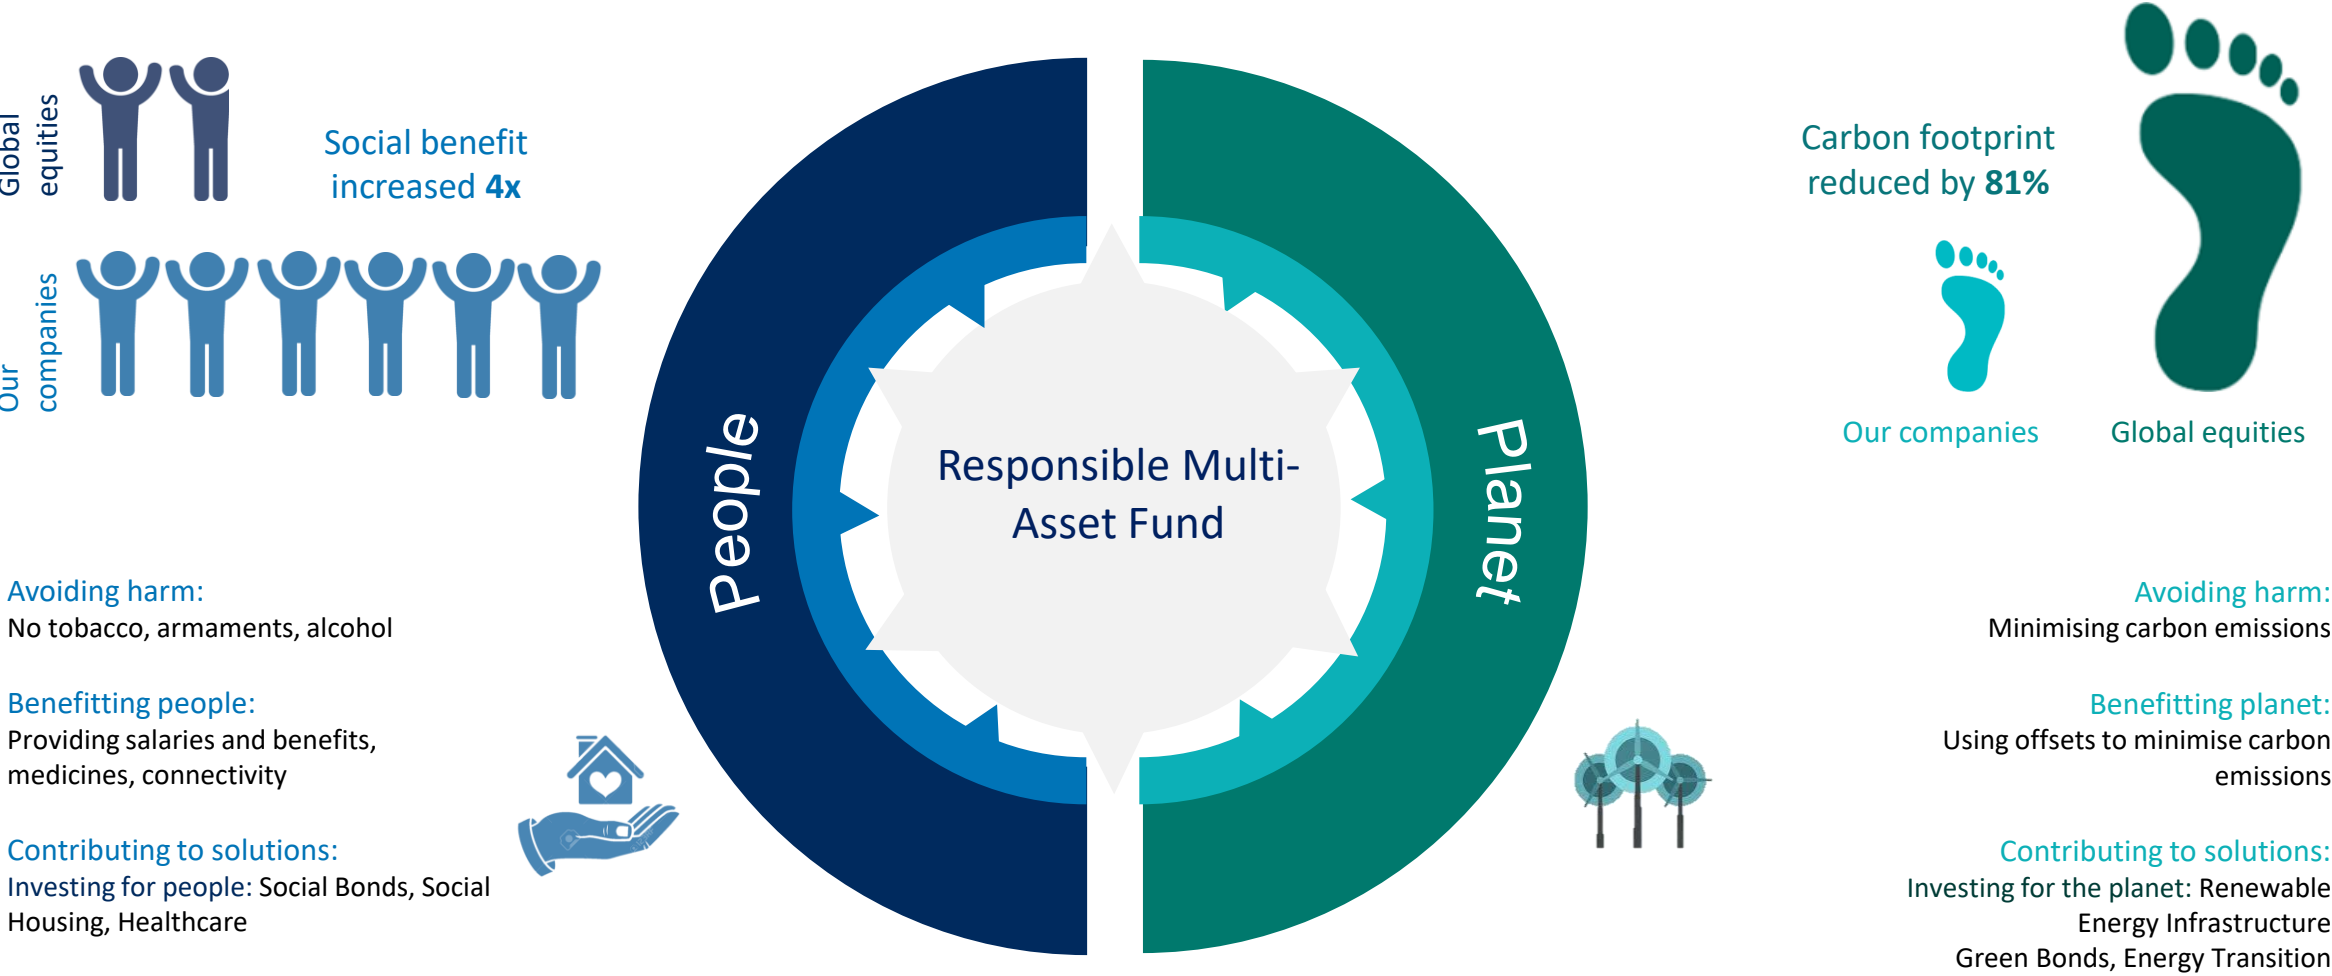 Global
equities
Social benefit
increased 4x
Our
companies
Avoiding harm:
No tobacco, armaments, alcohol
Benefitting people:
Providing salaries and benefits,
medicines, connectivity
Contributing to solutions:
Investing for people: Social Bonds, Social
Housing, Healthcare
People
Responsible Multi-
Asset Fund
Planet
Carbon footprint
reduced by 81%
Our companies
Global equities
Avoiding harm:
Minimising carbon emissions
Benefitting planet:
Using offsets to minimise carbon
emissions
Contributing to solutions:
Investing for the planet: Renewable
Energy Infrastructure
Green Bonds, Energy Transition